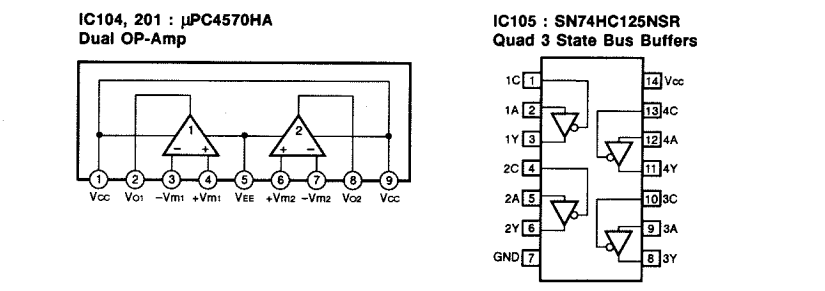 IC104, 201 : μPC4570HA
Dual OP-Amp
1 2
− + + −
1 2 3 4 5 6 7 8 9
Vcc Vo1 −Vm1 +Vm1 VEE +Vm2 −Vm2 Vo2 Vcc
IC105 : SN74HC125NSR
Quad 3 State Bus Buffers
1C 1 14 Vcc
1A 2 13 4C
1Y 3 12 4A
2C 4 11 4Y
2A 5 10 3C
2Y 6 9 3A
GND 7 8 3Y